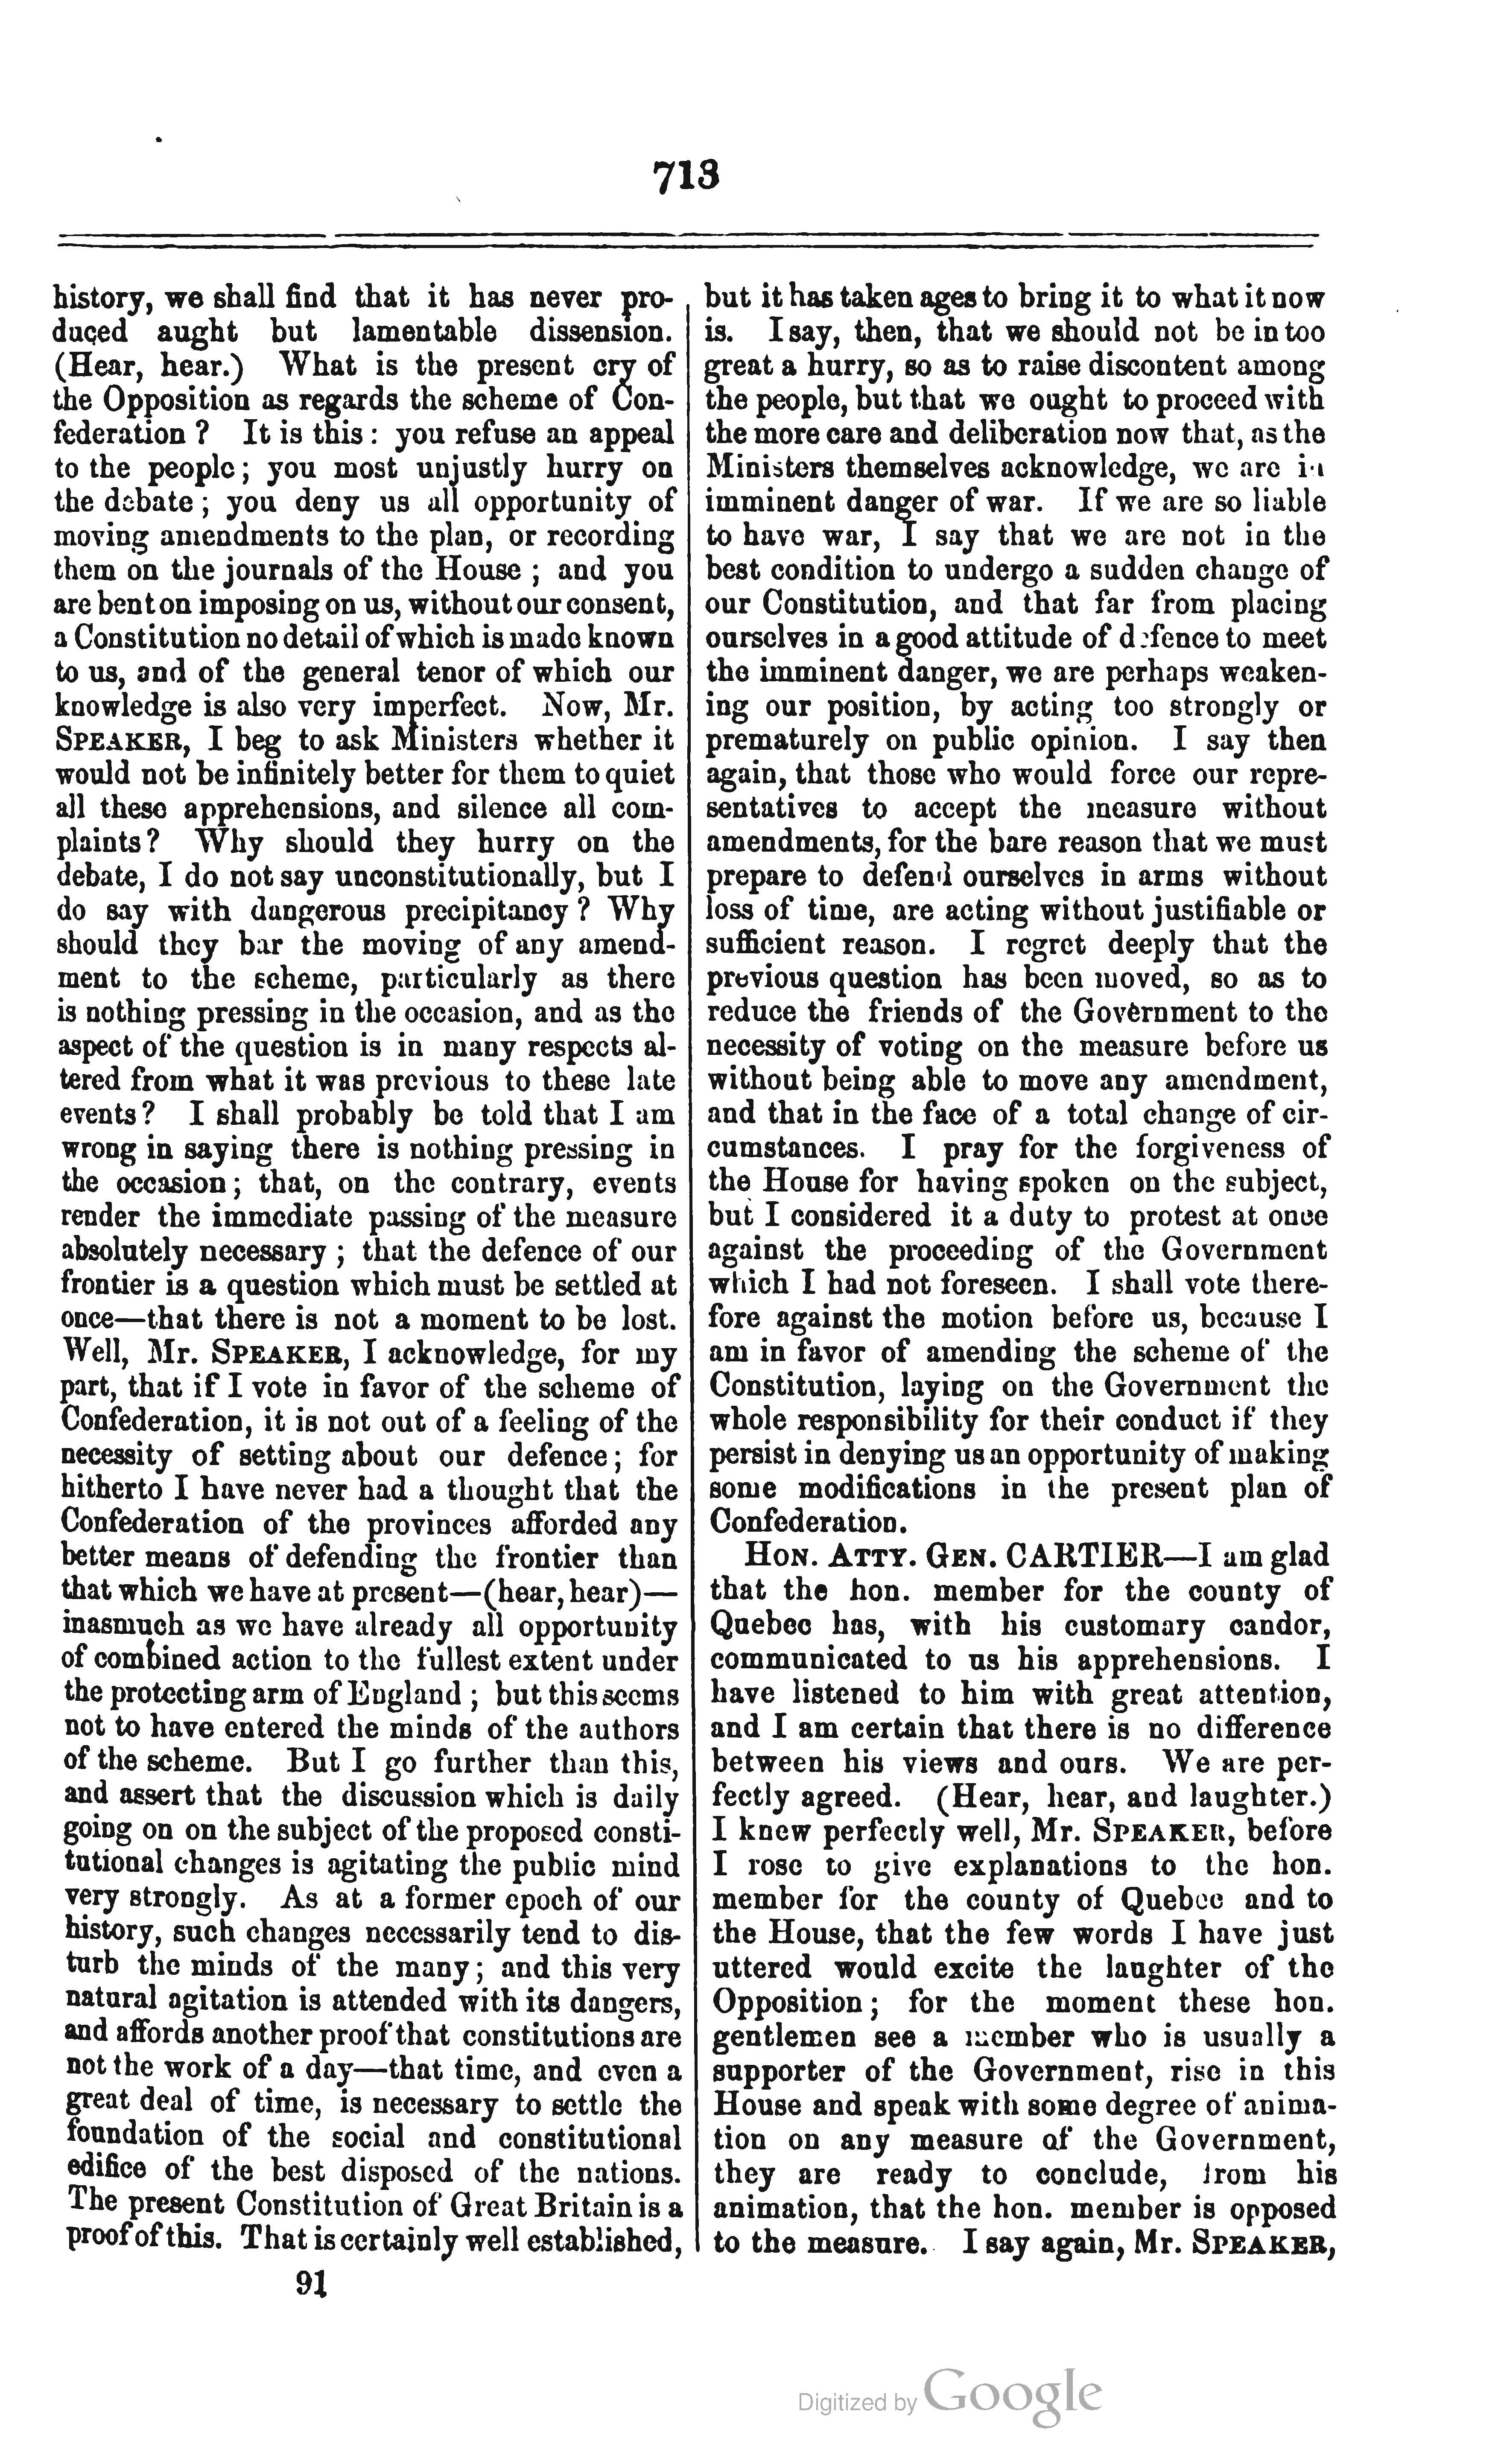 713
history, we shall find that it has never pro-
duced aught but lamentable dissension.
(Hear, hear.) What is the present cry of
the Opposition as regards the scheme of Con-
federation ? It is this : you refuse an appeal
to the people ; you most unjustly hurry on
the debate ; you deny us all opportunity of
moving amendments to the plan, or recording
them on the journals of the House ; and you
are bent on imposing on us, without our consent,
a Constitution no detail of which is made known
to us, and of the general tenor of which our
knowledge is also very imperfect. Now, Mr.
SPEAKER, I beg to ask Ministers whether it
would not be infinitely better for them to quiet
all these apprehensions, and silence all com-
plaints? Why should they hurry on the
debate, I do not say unconstitutionally, but I
do say with dangerous precipitancy ? Why
should they bar the moving of any amend-
ment to the scheme, particularly as there
is nothing pressing in the occasion, and as the
aspect of the question is in many respects al-
tered from what it was previous to these late
events? I shall probably be told that I am
wrong in saying there is nothing pressing in
the occasion ; that, on the contrary, events
render the immediate passing of the measure
absolutely necessary ; that the defence of our
frontier is a question which must be settled at
once—that there is not a moment to be lost.
Well, Mr. SPEAKER, I acknowledge, for my
part, that if I vote in favor of the scheme of
Confederation, it is not out of a feeling of the
necessity of setting about our defence ; for
hitherto I have never had a thought that the
Confederation of the provinces afforded any
better means of defending the frontier than
that which we have at present—(hear, hear)—
inasmuch as we have already all opportunity
of combined action to the fullest extent under
the protecting arm of England ; but this seems
not to have entered the minds of the authors
of the scheme. But I go further than this,
and assert that the discussion which is daily
going on on the subject of the proposed consti-
tutional changes is agitating the public mind
very strongly. As at a former epoch of our
history, such changes necessarily tend to dis-
turb the minds of the many ; and this very
natural agitation is attended with its dangers,
and affords another proof that constitutions are
not the work of a day—that time, and even a
great deal of time, is necessary to settle the
foundation of the social and constitutional
edifice of the best disposed of the nations.
The present Constitution of Great Britain is a
proof of this. That is certainly well established,
91
but it has taken ages to bring it to what it now
is. I say, then, that we should not be in too
great a hurry, so as to raise discontent among
the people, but that we ought to proceed with
the more care and deliberation now that, as the
Ministers themselves acknowledge, we are in
imminent danger of war. If we are so liable
to have war, I say that we are not in the
best condition to undergo a sudden change of
our Constitution, and that far from placing
ourselves in a good attitude of defence to meet
the imminent danger, we are perhaps weaken-
ing our position, by acting too strongly or
prematurely on public opinion. I say then
again, that those who would force our repre-
sentatives to accept the measure without
amendments, for the bare reason that we must
prepare to defend ourselves in arms without
loss of time, are acting without justifiable or
sufficient reason. I regret deeply that the
previous question has been moved, so as to
reduce the friends of the Government to the
necessity of voting on the measure before us
without being able to move any amendment,
and that in the face of a total change of cir-
cumstances. I pray for the forgiveness of
the House for having spoken on the subject,
but I considered it a duty to protest at once
against the proceeding of the Government
which I had not foreseen. I shall vote there-
fore against the motion before us, because I
am in favor of amending the scheme of the
Constitution, laying on the Government the
whole responsibility for their conduct if they
persist in denying us an opportunity of making
some modifications in the present plan of
Confederation.
HON. ATTY. GEN. CARTIER—I am glad
that the hon. member for the county of
Quebec has, with his customary candor,
communicated to us his apprehensions. I
have listened to him with great attention,
and I am certain that there is no difference
between his views and ours. We are per-
fectly agreed. (Hear, hear, and laughter.)
I knew perfectly well, Mr. SPEAKER, before
I rose to give explanations to the hon.
member for the county of Quebec and to
the House, that the few words I have just
uttered would excite the laughter of the
Opposition ; for the moment these hon.
gentlemen see a member who is usually a
supporter of the Government, rise in this
House and speak with some degree of anima-
tion on any measure of the Government,
they are ready to conclude, from his
animation, that the hon. member is opposed
to the measure. I say again, Mr. SPEAKER,
Digitized by Google